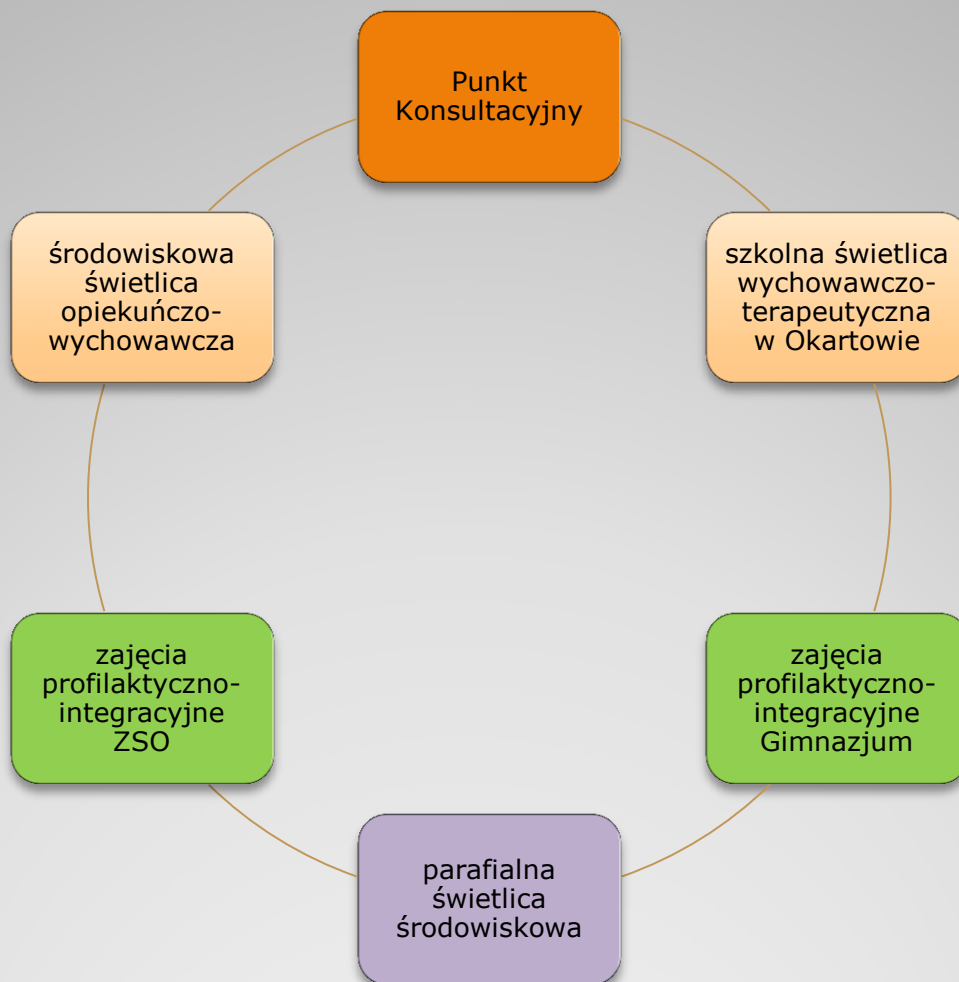 Punkt
Konsultacyjny
środowiskowa
świetlica
opiekuńczo-
wychowawcza
szkolna świetlica
wychowawczo-
terapeutyczna
w Okartowie
zajęcia
profilaktyczno-
integracyjne
ZSO
zajęcia
profilaktyczno-
integracyjne
Gimnazjum
parafialna
świetlica
środowiskowa